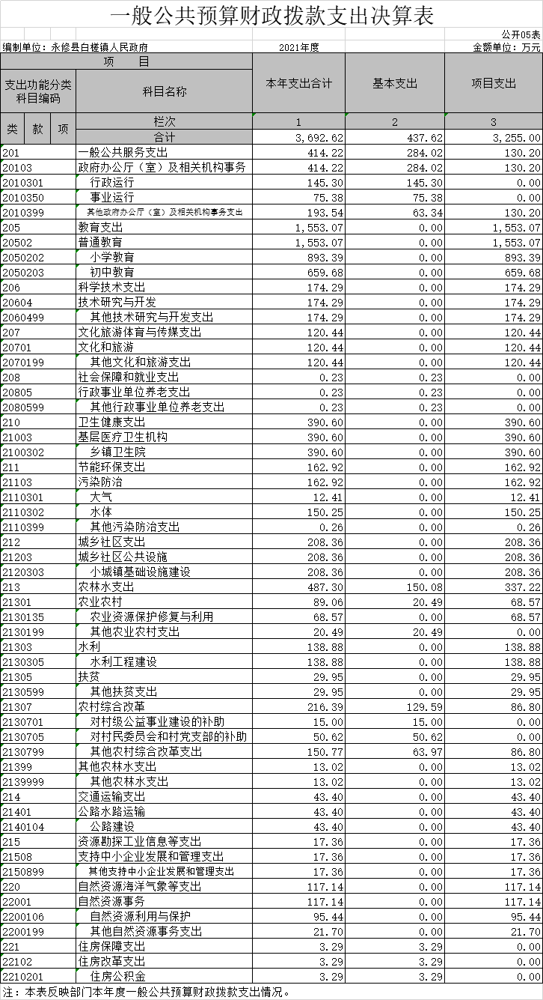 一般公共预算财政拨款支出决算表
公开05表
编制单位：永修县白槎镇人民政府 2021年度 金额单位：万元
项　　目 本年支出合计 基本支出 项目支出
支出功能分类科目编码 科目名称
类 款 项 栏次 1 2 3
合计 3,692.62 437.62 3,255.00
201 一般公共服务支出 414.22 284.02 130.20
20103 政府办公厅（室）及相关机构事务 414.22 284.02 130.20
2010301 行政运行 145.30 145.30 0.00
2010350 事业运行 75.38 75.38 0.00
2010399 其他政府办公厅（室）及相关机构事务支出 193.54 63.34 130.20
205 教育支出 1,553.07 0.00 1,553.07
20502 普通教育 1,553.07 0.00 1,553.07
2050202 小学教育 893.39 0.00 893.39
2050203 初中教育 659.68 0.00 659.68
206 科学技术支出 174.29 0.00 174.29
20604 技术研究与开发 174.29 0.00 174.29
2060499 其他技术研究与开发支出 174.29 0.00 174.29
207 文化旅游体育与传媒支出 120.44 0.00 120.44
20701 文化和旅游 120.44 0.00 120.44
2070199 其他文化和旅游支出 120.44 0.00 120.44
208 社会保障和就业支出 0.23 0.23 0.00
20805 行政事业单位养老支出 0.23 0.23 0.00
2080599 其他行政事业单位养老支出 0.23 0.23 0.00
210 卫生健康支出 390.60 0.00 390.60
21003 基层医疗卫生机构 390.60 0.00 390.60
2100302 乡镇卫生院 390.60 0.00 390.60
211 节能环保支出 162.92 0.00 162.92
21103 污染防治 162.92 0.00 162.92
2110301 大气 12.41 0.00 12.41
2110302 水体 150.25 0.00 150.25
2110399 其他污染防治支出 0.26 0.00 0.26
212 城乡社区支出 208.36 0.00 208.36
21203 城乡社区公共设施 208.36 0.00 208.36
2120303 小城镇基础设施建设 208.36 0.00 208.36
213 农林水支出 487.30 150.08 337.22
21301 农业农村 89.06 20.49 68.57
2130135 农业资源保护修复与利用 68.57 0.00 68.57
2130199 其他农业农村支出 20.49 20.49 0.00
21303 水利 138.88 0.00 138.88
2130305 水利工程建设 138.88 0.00 138.88
21305 扶贫 29.95 0.00 29.95
2130599 其他扶贫支出 29.95 0.00 29.95
21307 农村综合改革 216.39 129.59 86.80
2130701 对村级公益事业建设的补助 15.00 15.00 0.00
2130705 对村民委员会和村党支部的补助 50.62 50.62 0.00
2130799 其他农村综合改革支出 150.77 63.97 86.80
21399 其他农林水支出 13.02 0.00 13.02
2139999 其他农林水支出 13.02 0.00 13.02
214 交通运输支出 43.40 0.00 43.40
21401 公路水路运输 43.40 0.00 43.40
2140104 公路建设 43.40 0.00 43.40
215 资源勘探工业信息等支出 17.36 0.00 17.36
21508 支持中小企业发展和管理支出 17.36 0.00 17.36
2150899 其他支持中小企业发展和管理支出 17.36 0.00 17.36
220 自然资源海洋气象等支出 117.14 0.00 117.14
22001 自然资源事务 117.14 0.00 117.14
2200106 自然资源利用与保护 95.44 0.00 95.44
2200199 其他自然资源事务支出 21.70 0.00 21.70
221 住房保障支出 3.29 3.29 0.00
22102 住房改革支出 3.29 3.29 0.00
2210201 住房公积金 3.29 3.29 0.00
注：本表反映部门本年度一般公共预算财政拨款支出情况。